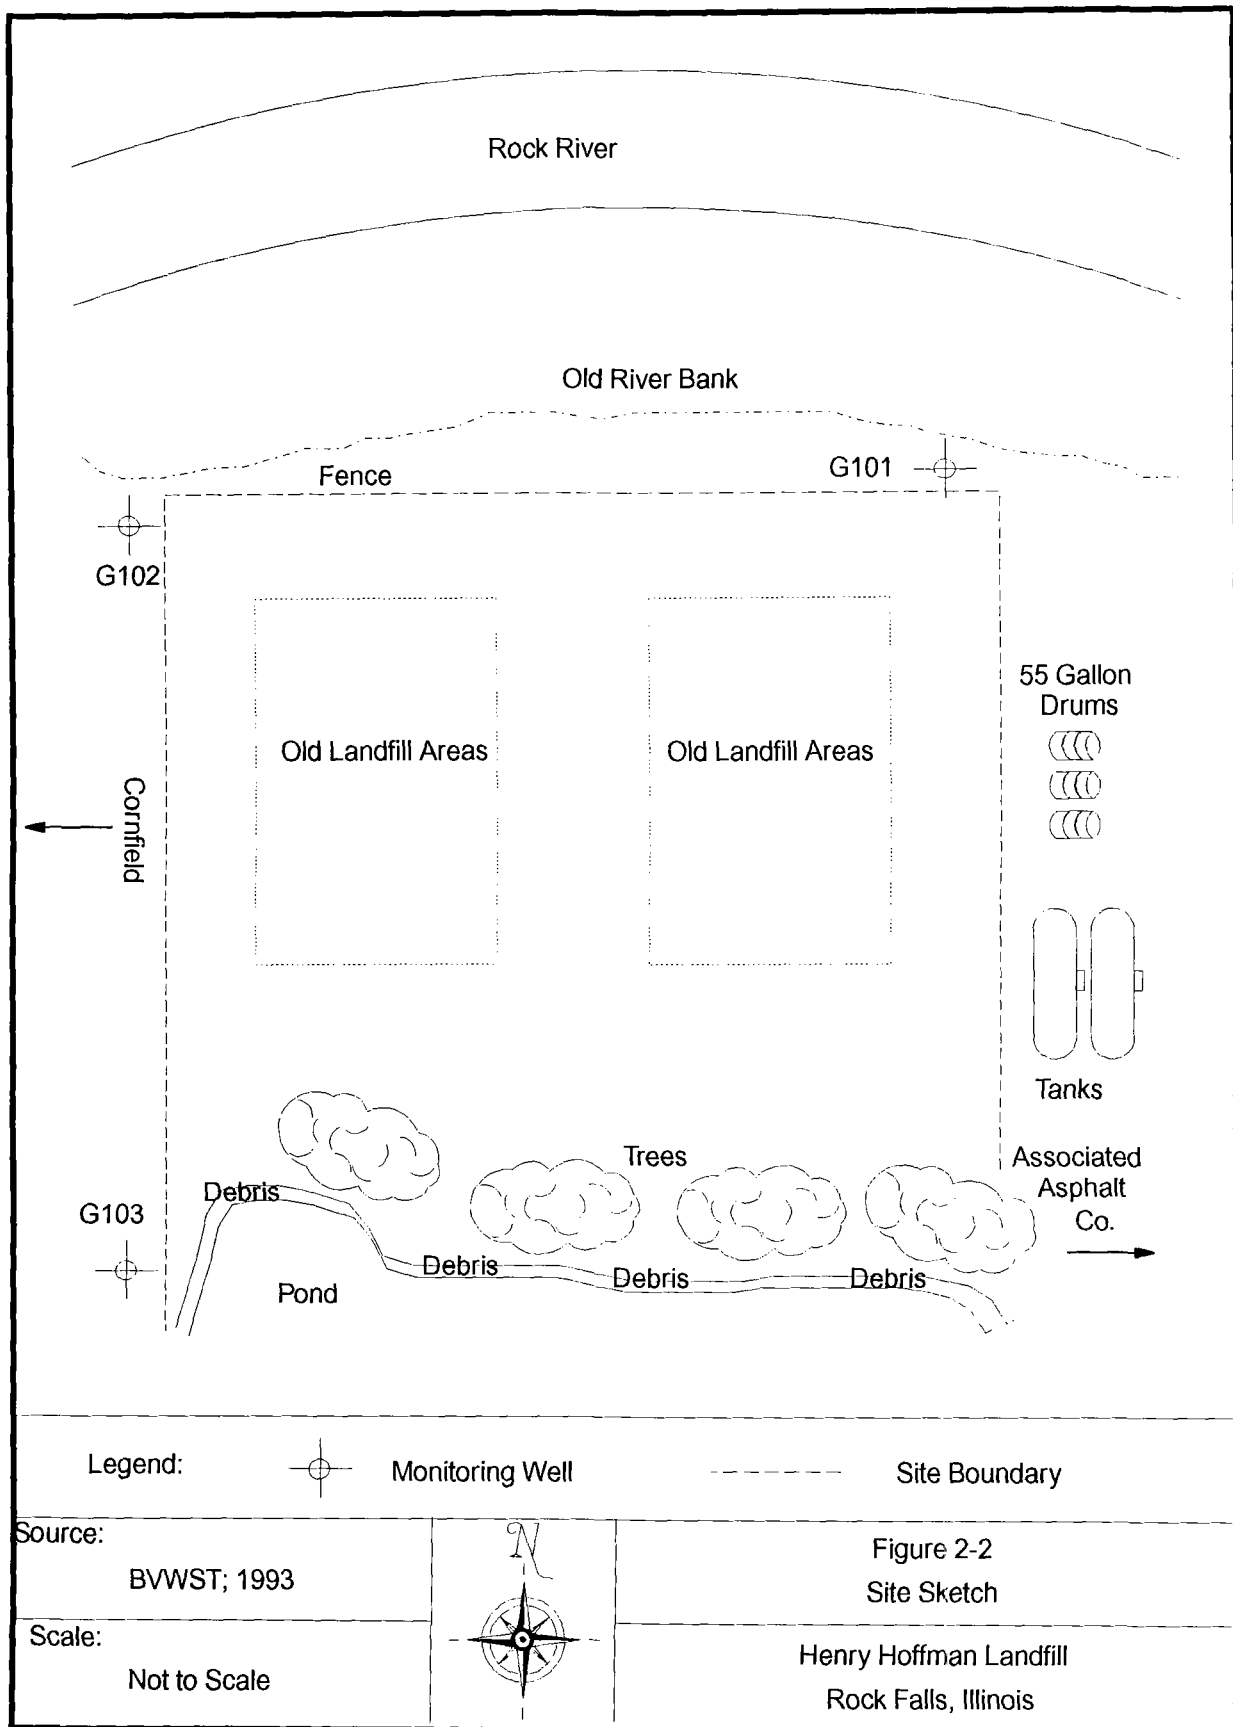 Rock River
Old River Bank
Fence
G101
G102
55 Gallon
Drums
Old Landfill Areas
Old Landfill Areas
Cornfield
Tanks
Trees
Associated
Asphalt
Co.
Debris
G103
Debris
Debris
Debris
Pond
Legend:
Monitoring Well
Site Boundary
Source:
BVWST; 1993
N
Figure 2-2
Site Sketch
Scale:
Not to Scale
Henry Hoffman Landfill
Rock Falls, Illinois